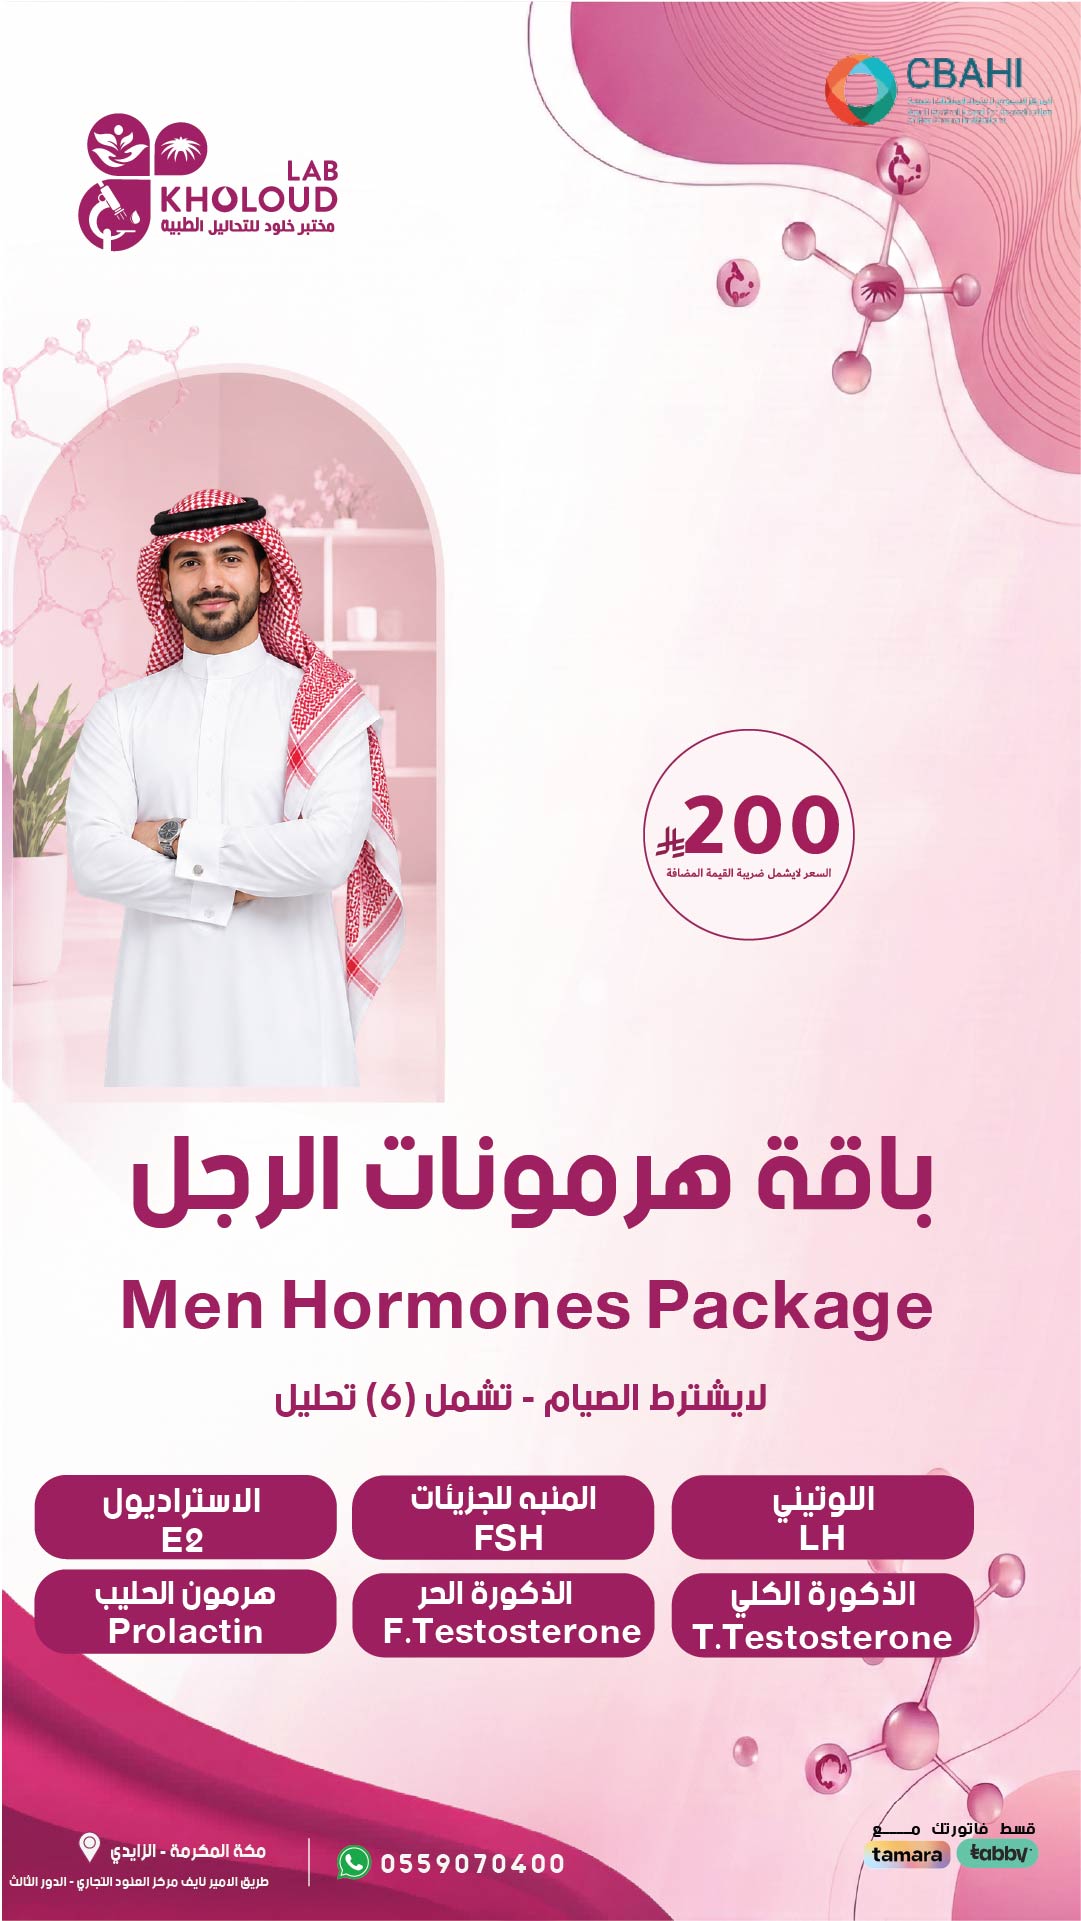 CBAHI
LAB
KHOLOUD
مختبر خلود للتحاليل الطبية
200
السعر لايشمل ضريبة القيمة المضافة
باقة هرمونات الرجل
Men Hormones Package
لايشترط الصيام - تشمل (6) تحليل
اللوتيني
LH
المنبه للجزيئات
FSH
الاستراديول
E2
الذكورة الكلي
T.Testosterone
الذكورة الحر
F.Testosterone
هرمون الحليب
Prolactin
قسط فاتورتك مع
tamara tabby
مكة المكرمة - الزايدي
طريق الامير نايف مركز العنود التجاري - الدور الثالث
0559070400